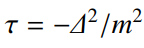 τ = −Δ²/m²